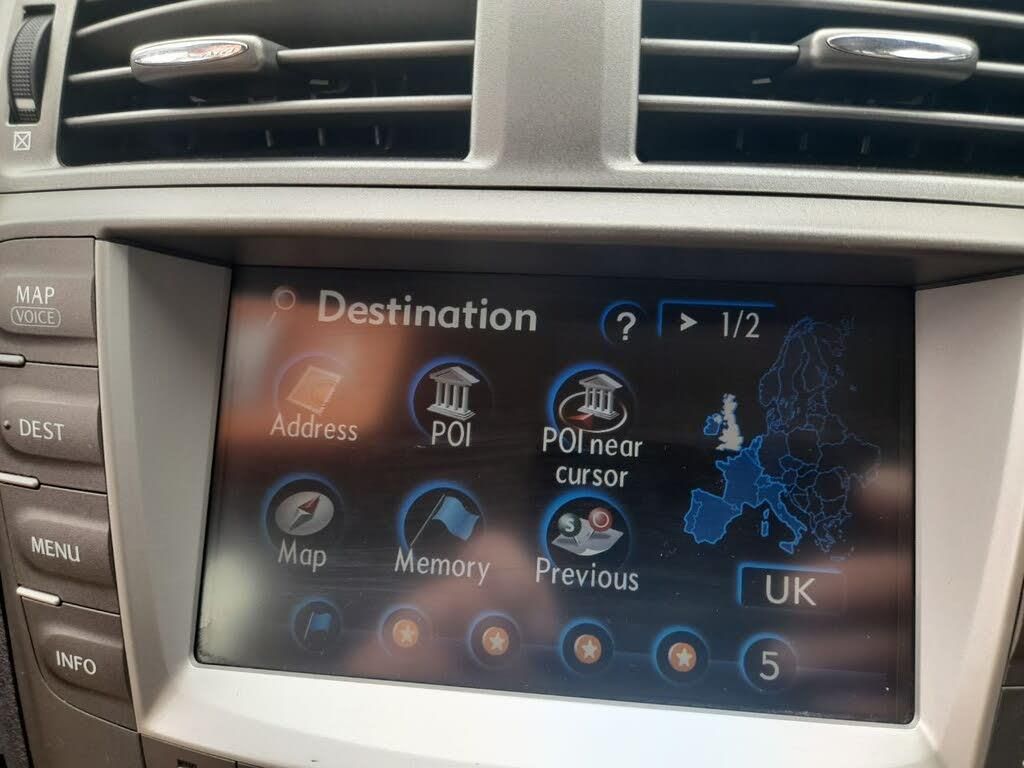 MAP
VOICE
DEST
MENU
INFO
Destination
?
> 1/2
Address
POI
POI near
cursor
Map
Memory
S
Previous
UK
5